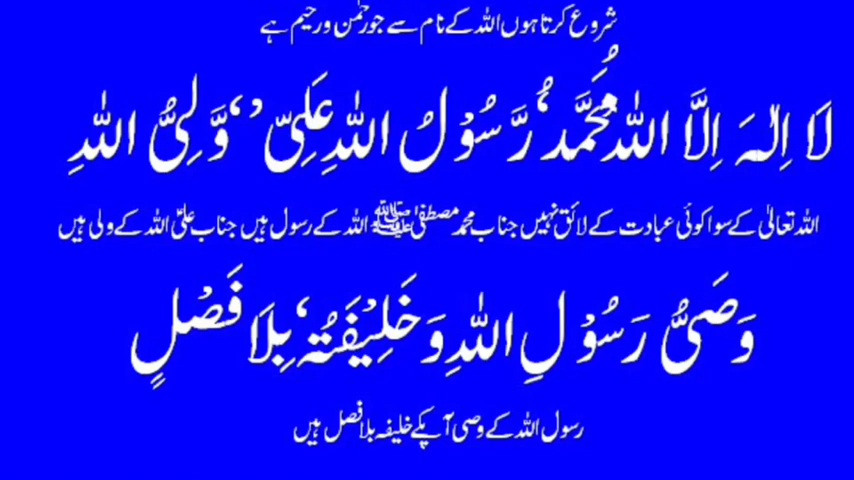 شروع کرتا ہوں اللہ کے نام سے جو رحمٰن و رحیم ہے
لَا اِلٰہَ اِلَّا اللہُ مُحَمَّدٌ رَّسُوْلُ اللہِ عَلِیٌّ وَّلِیُّ اللہِ
اللہ تعالیٰ کے سوا کوئی عبادت کے لائق نہیں جناب محمد مصطفیٰ ﷺ اللہ کے رسول ہیں جناب علیؑ اللہ کے ولی ہیں
وَصَیُّ رَسُوْلِ اللہِ وَ خَلِیْفَتُہٗ بِلَا فَصْلٍ
رسول اللہ کے وصی آپکے خلیفہ بلا فصل ہیں